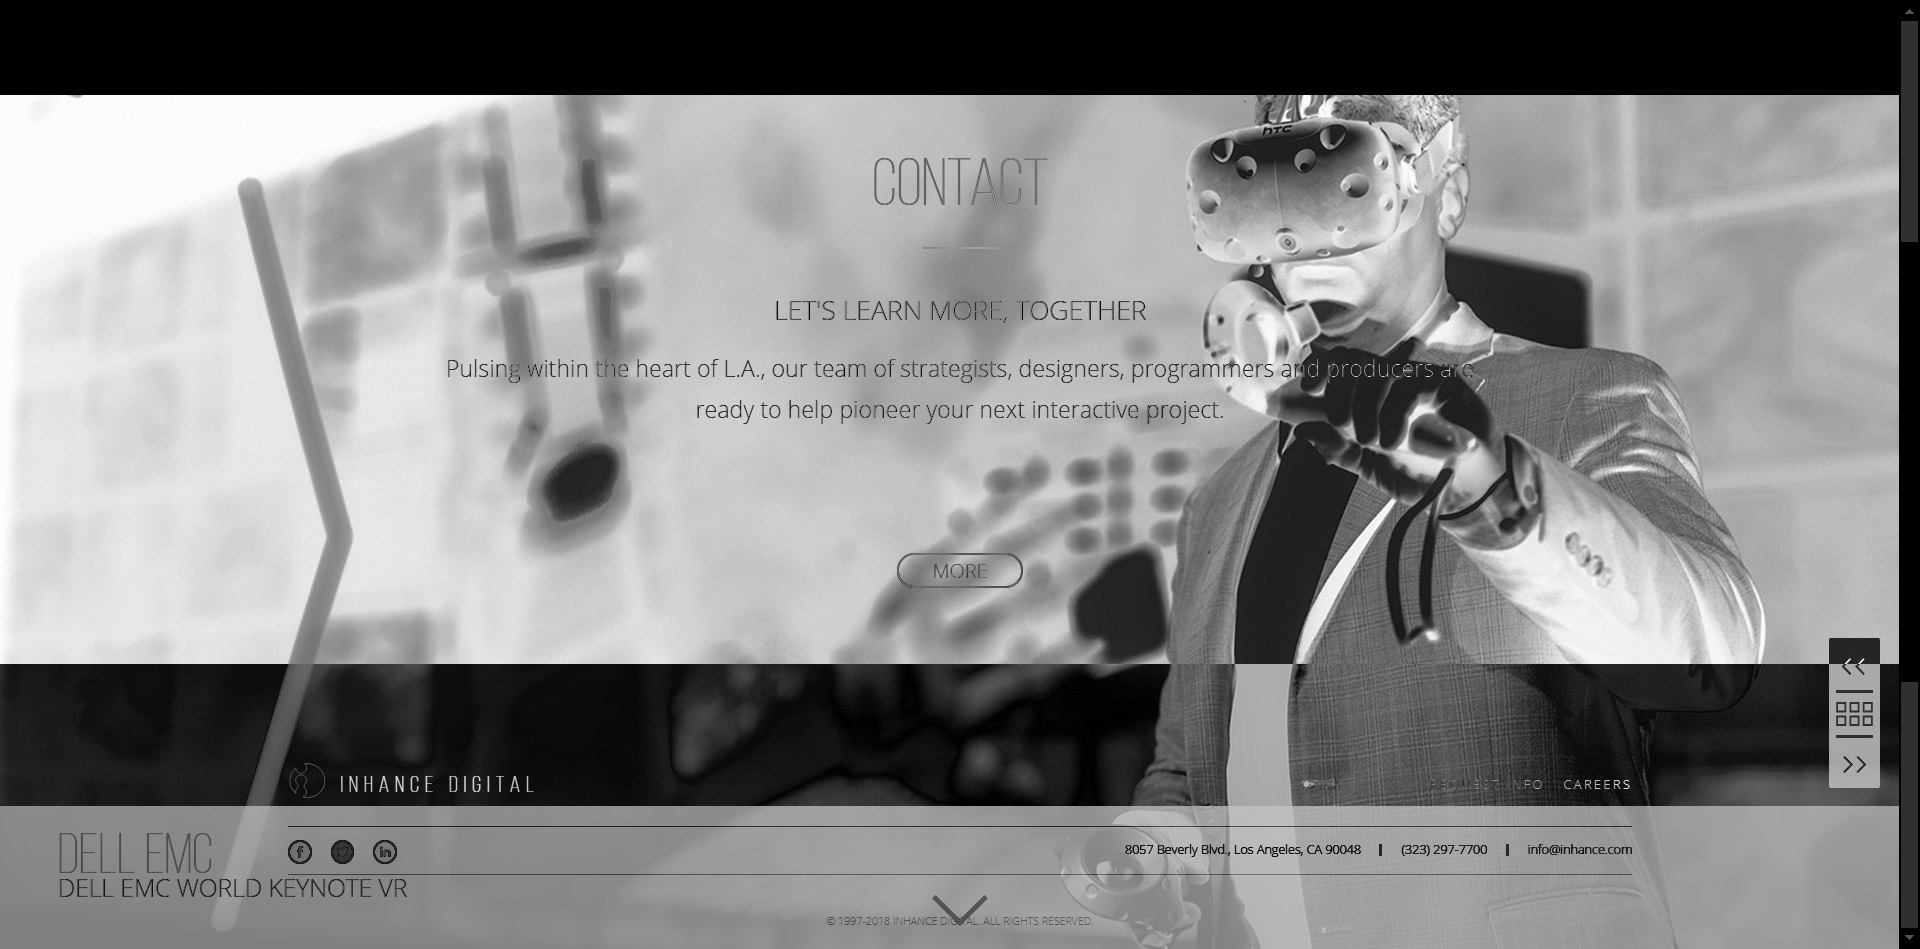 htc
CONTACT
LET'S LEARN MORE, TOGETHER
Pulsing within the heart of L.A., our team of strategists, designers, programmers and producers are
ready to help pioneer your next interactive project.
MORE
INHANCE DIGITAL
REQUEST INFO CAREERS
DELL EMC
DELL EMC WORLD KEYNOTE VR
8057 Beverly Blvd., Los Angeles, CA 90048 | (323) 297-7700 | info@inhance.com
© 1997-2018 INHANCE DIGITAL. ALL RIGHTS RESERVED.